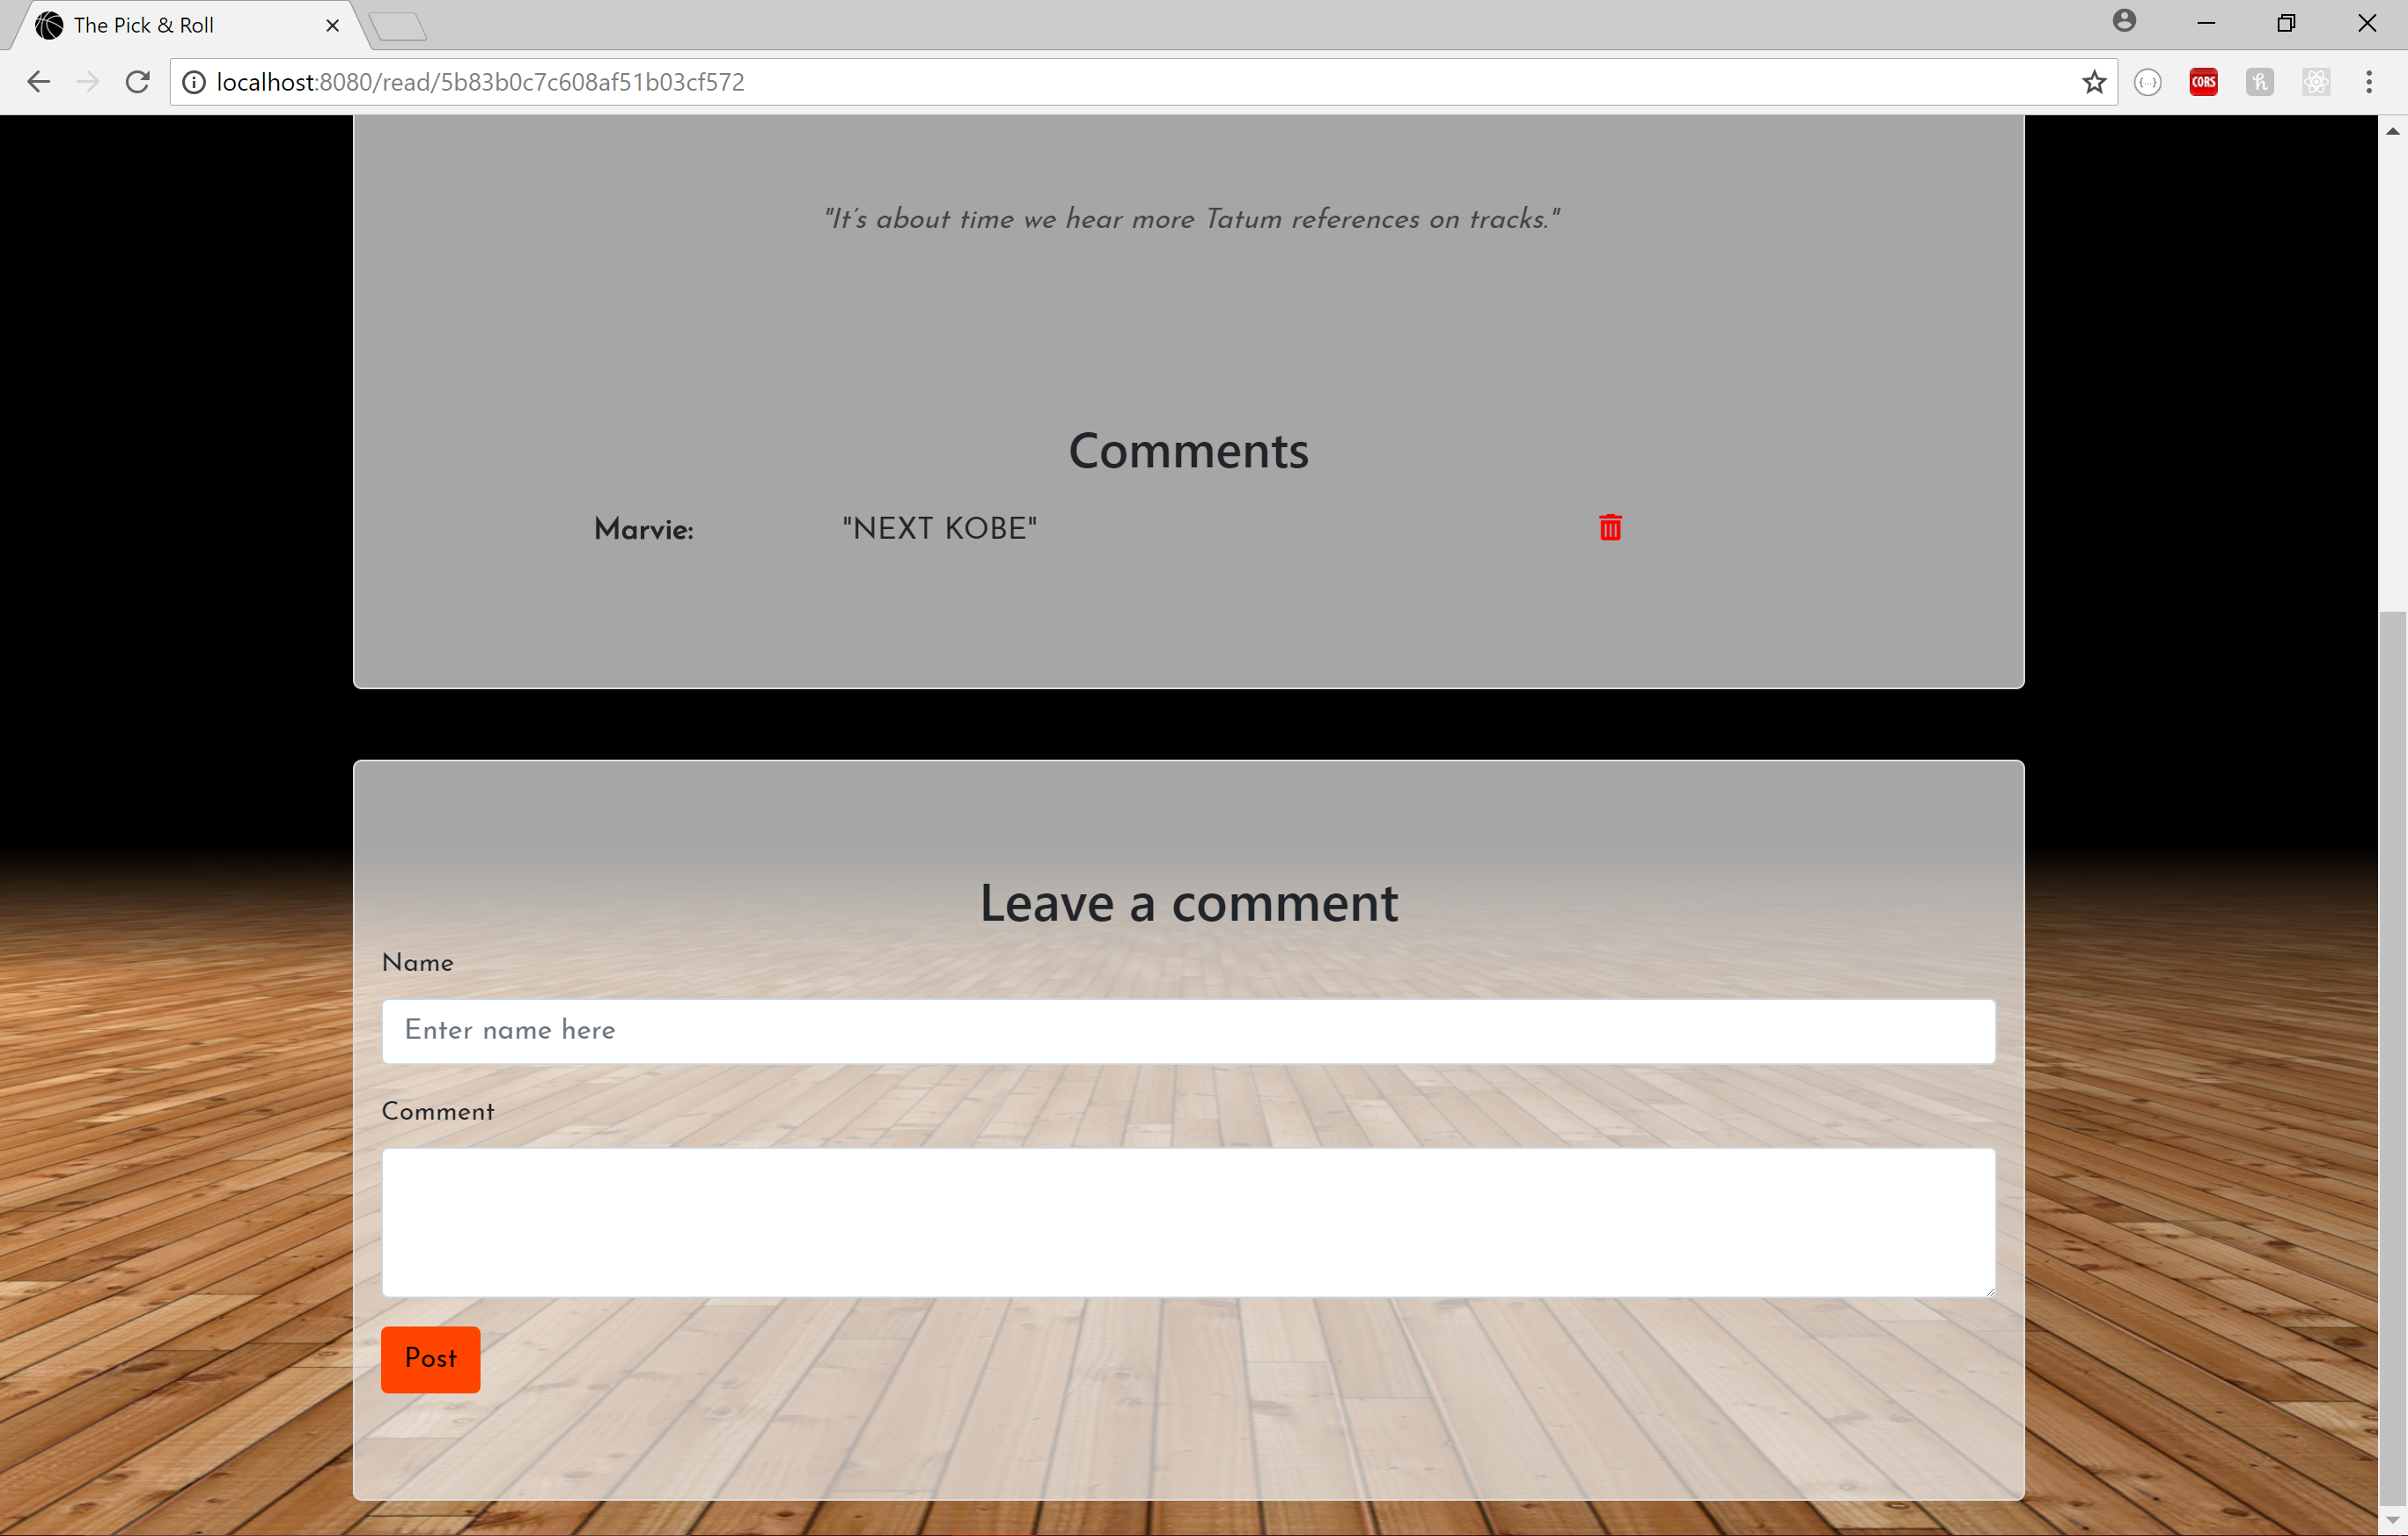 The Pick & Roll
localhost:8080/read/5b83b0c7c608af51b03cf572
CORS
"It's about time we hear more Tatum references on tracks."
Comments
Marvie: "NEXT KOBE"
Leave a comment
Name
Enter name here
Comment
Post